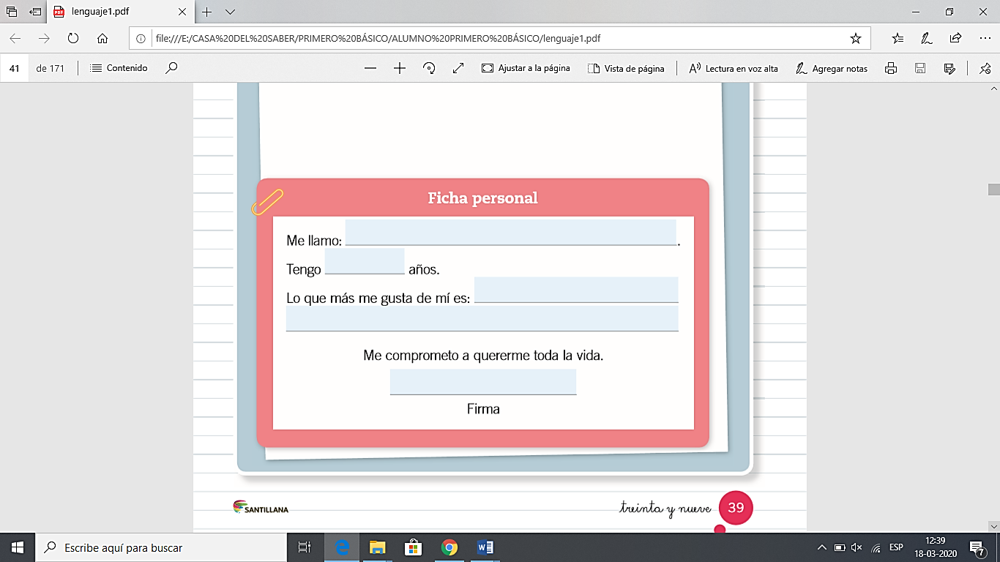 lenguaje1.pdf
file:///E:/CASA%20DEL%20SABER/PRIMERO%20BÁSICO/ALUMNO%20PRIMERO%20BÁSICO/lenguaje1.pdf
41 de 171 Contenido Ajustar a la página Vista de página Lectura en voz alta Agregar notas
Ficha personal
Me llamo: .
Tengo años.
Lo que más me gusta de mí es:
Me comprometo a quererme toda la vida.
Firma
SANTILLANA treinta y nueve 39
Escribe aquí para buscar ESP 12:39
18-03-2020 7